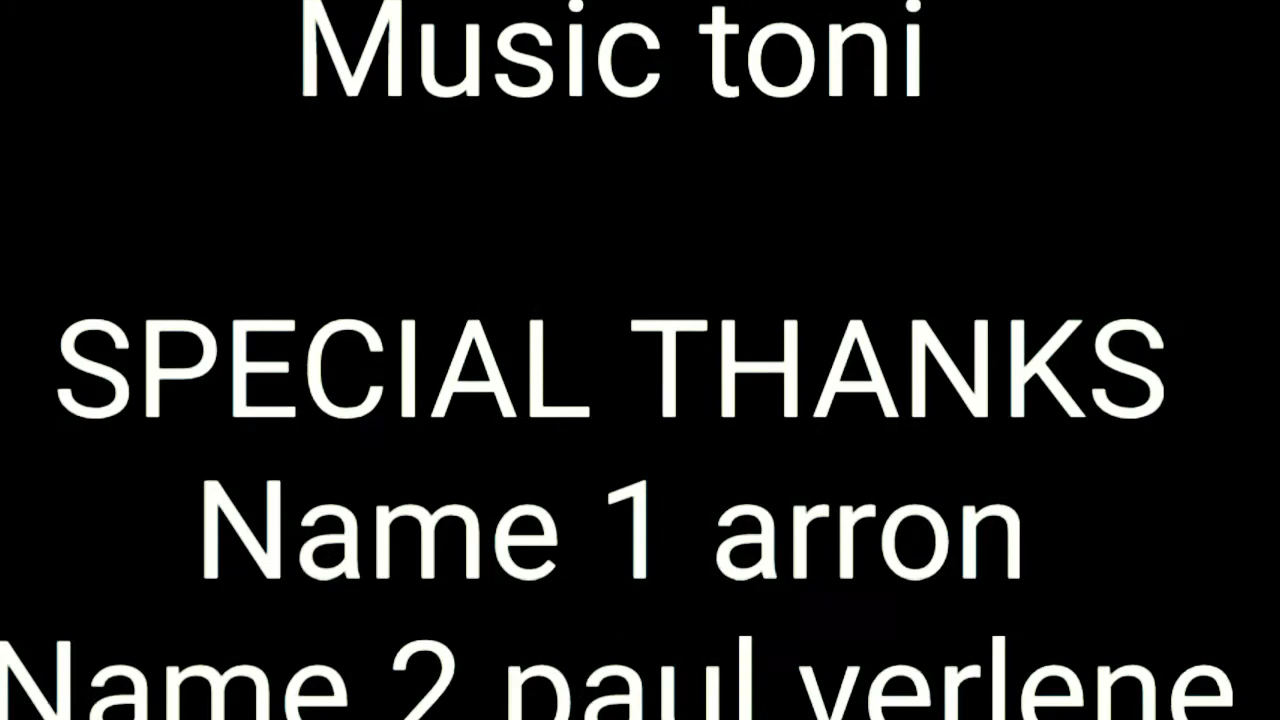 Music toni
SPECIAL THANKS
Name 1 arron
Name 2 paul verlene